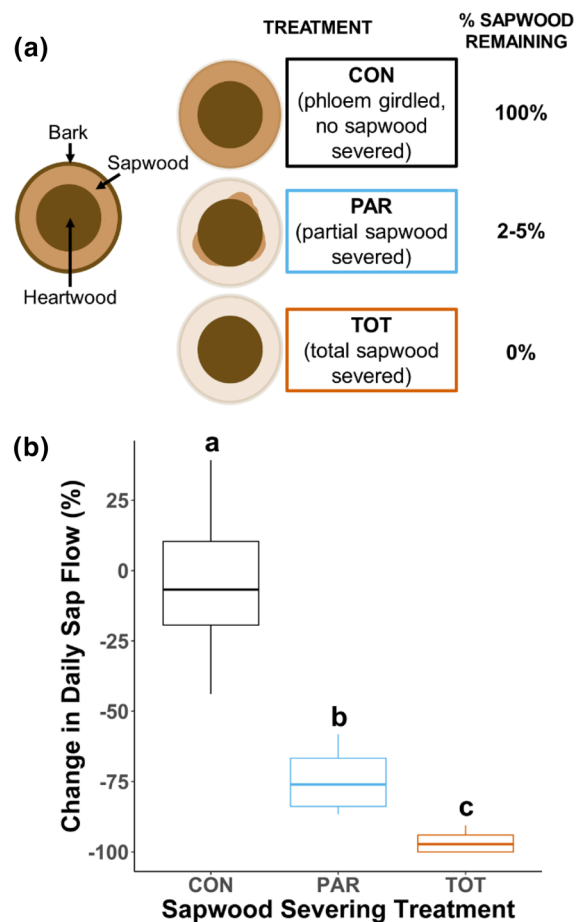 TREATMENT
% SAPWOOD
REMAINING
(a)
Bark
Sapwood
Heartwood
CON
(phloem girdled,
no sapwood
severed)
100%
PAR
(partial sapwood
severed)
2-5%
TOT
(total sapwood
severed)
0%
(b)
Change in Daily Sap Flow (%)
25
0
-25
-50
-75
-100
a
b
c
CON
PAR
TOT
Sapwood Severing Treatment